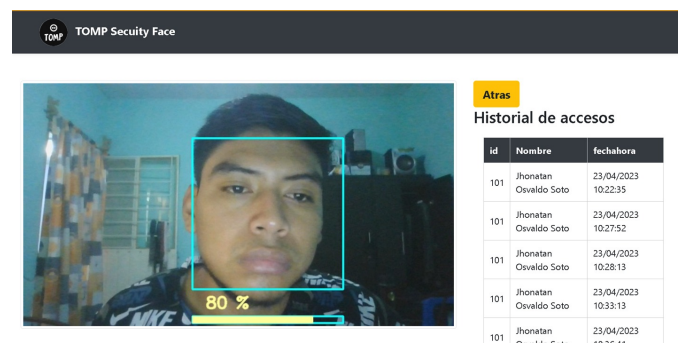 TOMP
TOMP Secuity Face
Atras
Historial de accesos
id Nombre fechahora
101 Jhonatan Osvaldo Soto 23/04/2023 10:22:35
101 Jhonatan Osvaldo Soto 23/04/2023 10:27:52
101 Jhonatan Osvaldo Soto 23/04/2023 10:28:13
101 Jhonatan Osvaldo Soto 23/04/2023 10:33:13
101 Jhonatan 23/04/2023
80 %
NIKE